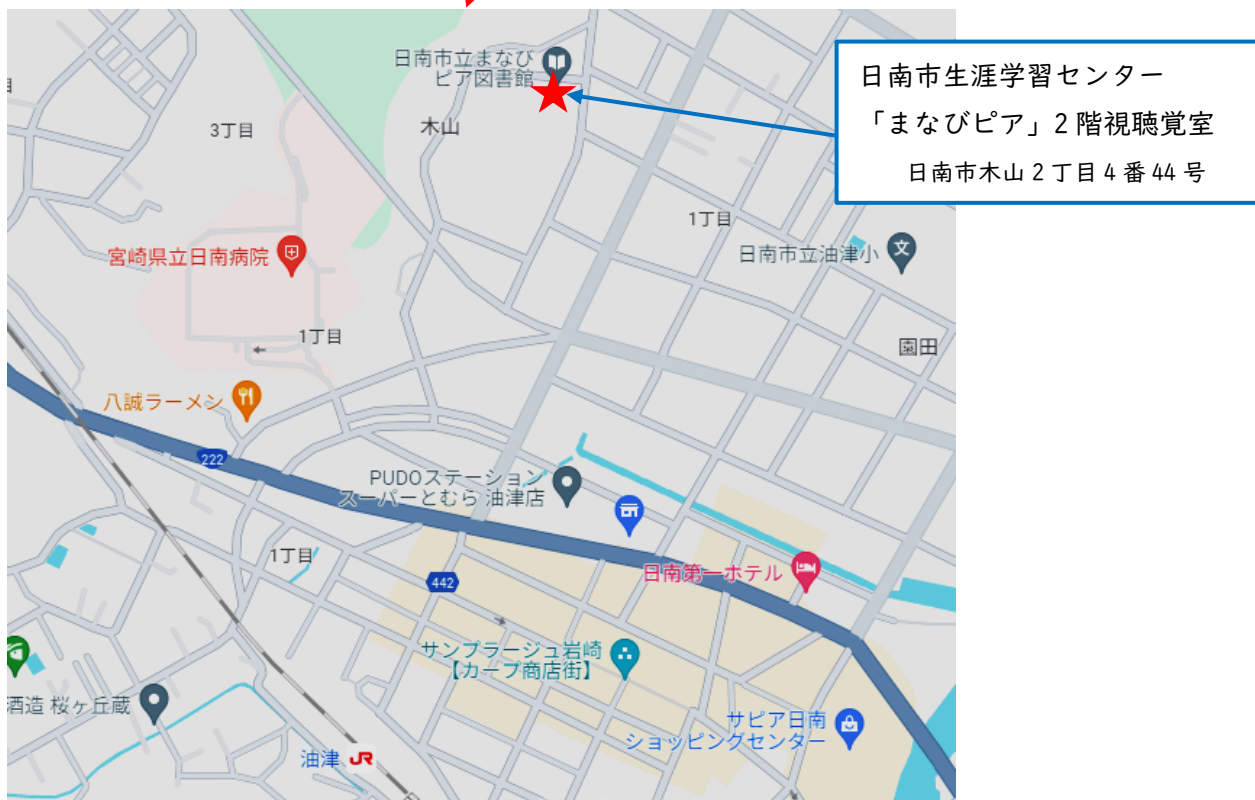 日南市生涯学習センター
「まなびピア」2階視聴覚室
日南市木山2丁目4番44号
日南市立まなび
ピア図書館
木山
3丁目
1丁目
日南市立油津小
宮崎県立日南病院
園田
1丁目
八誠ラーメン
222
PUDOステーション
スーパーとむら 油津店
1丁目
日南第一ホテル
442
サンプラージュ岩崎
【カープ商店街】
酒造 桜ヶ丘蔵
サピア日南
ショッピングセンター
油津 JR
文